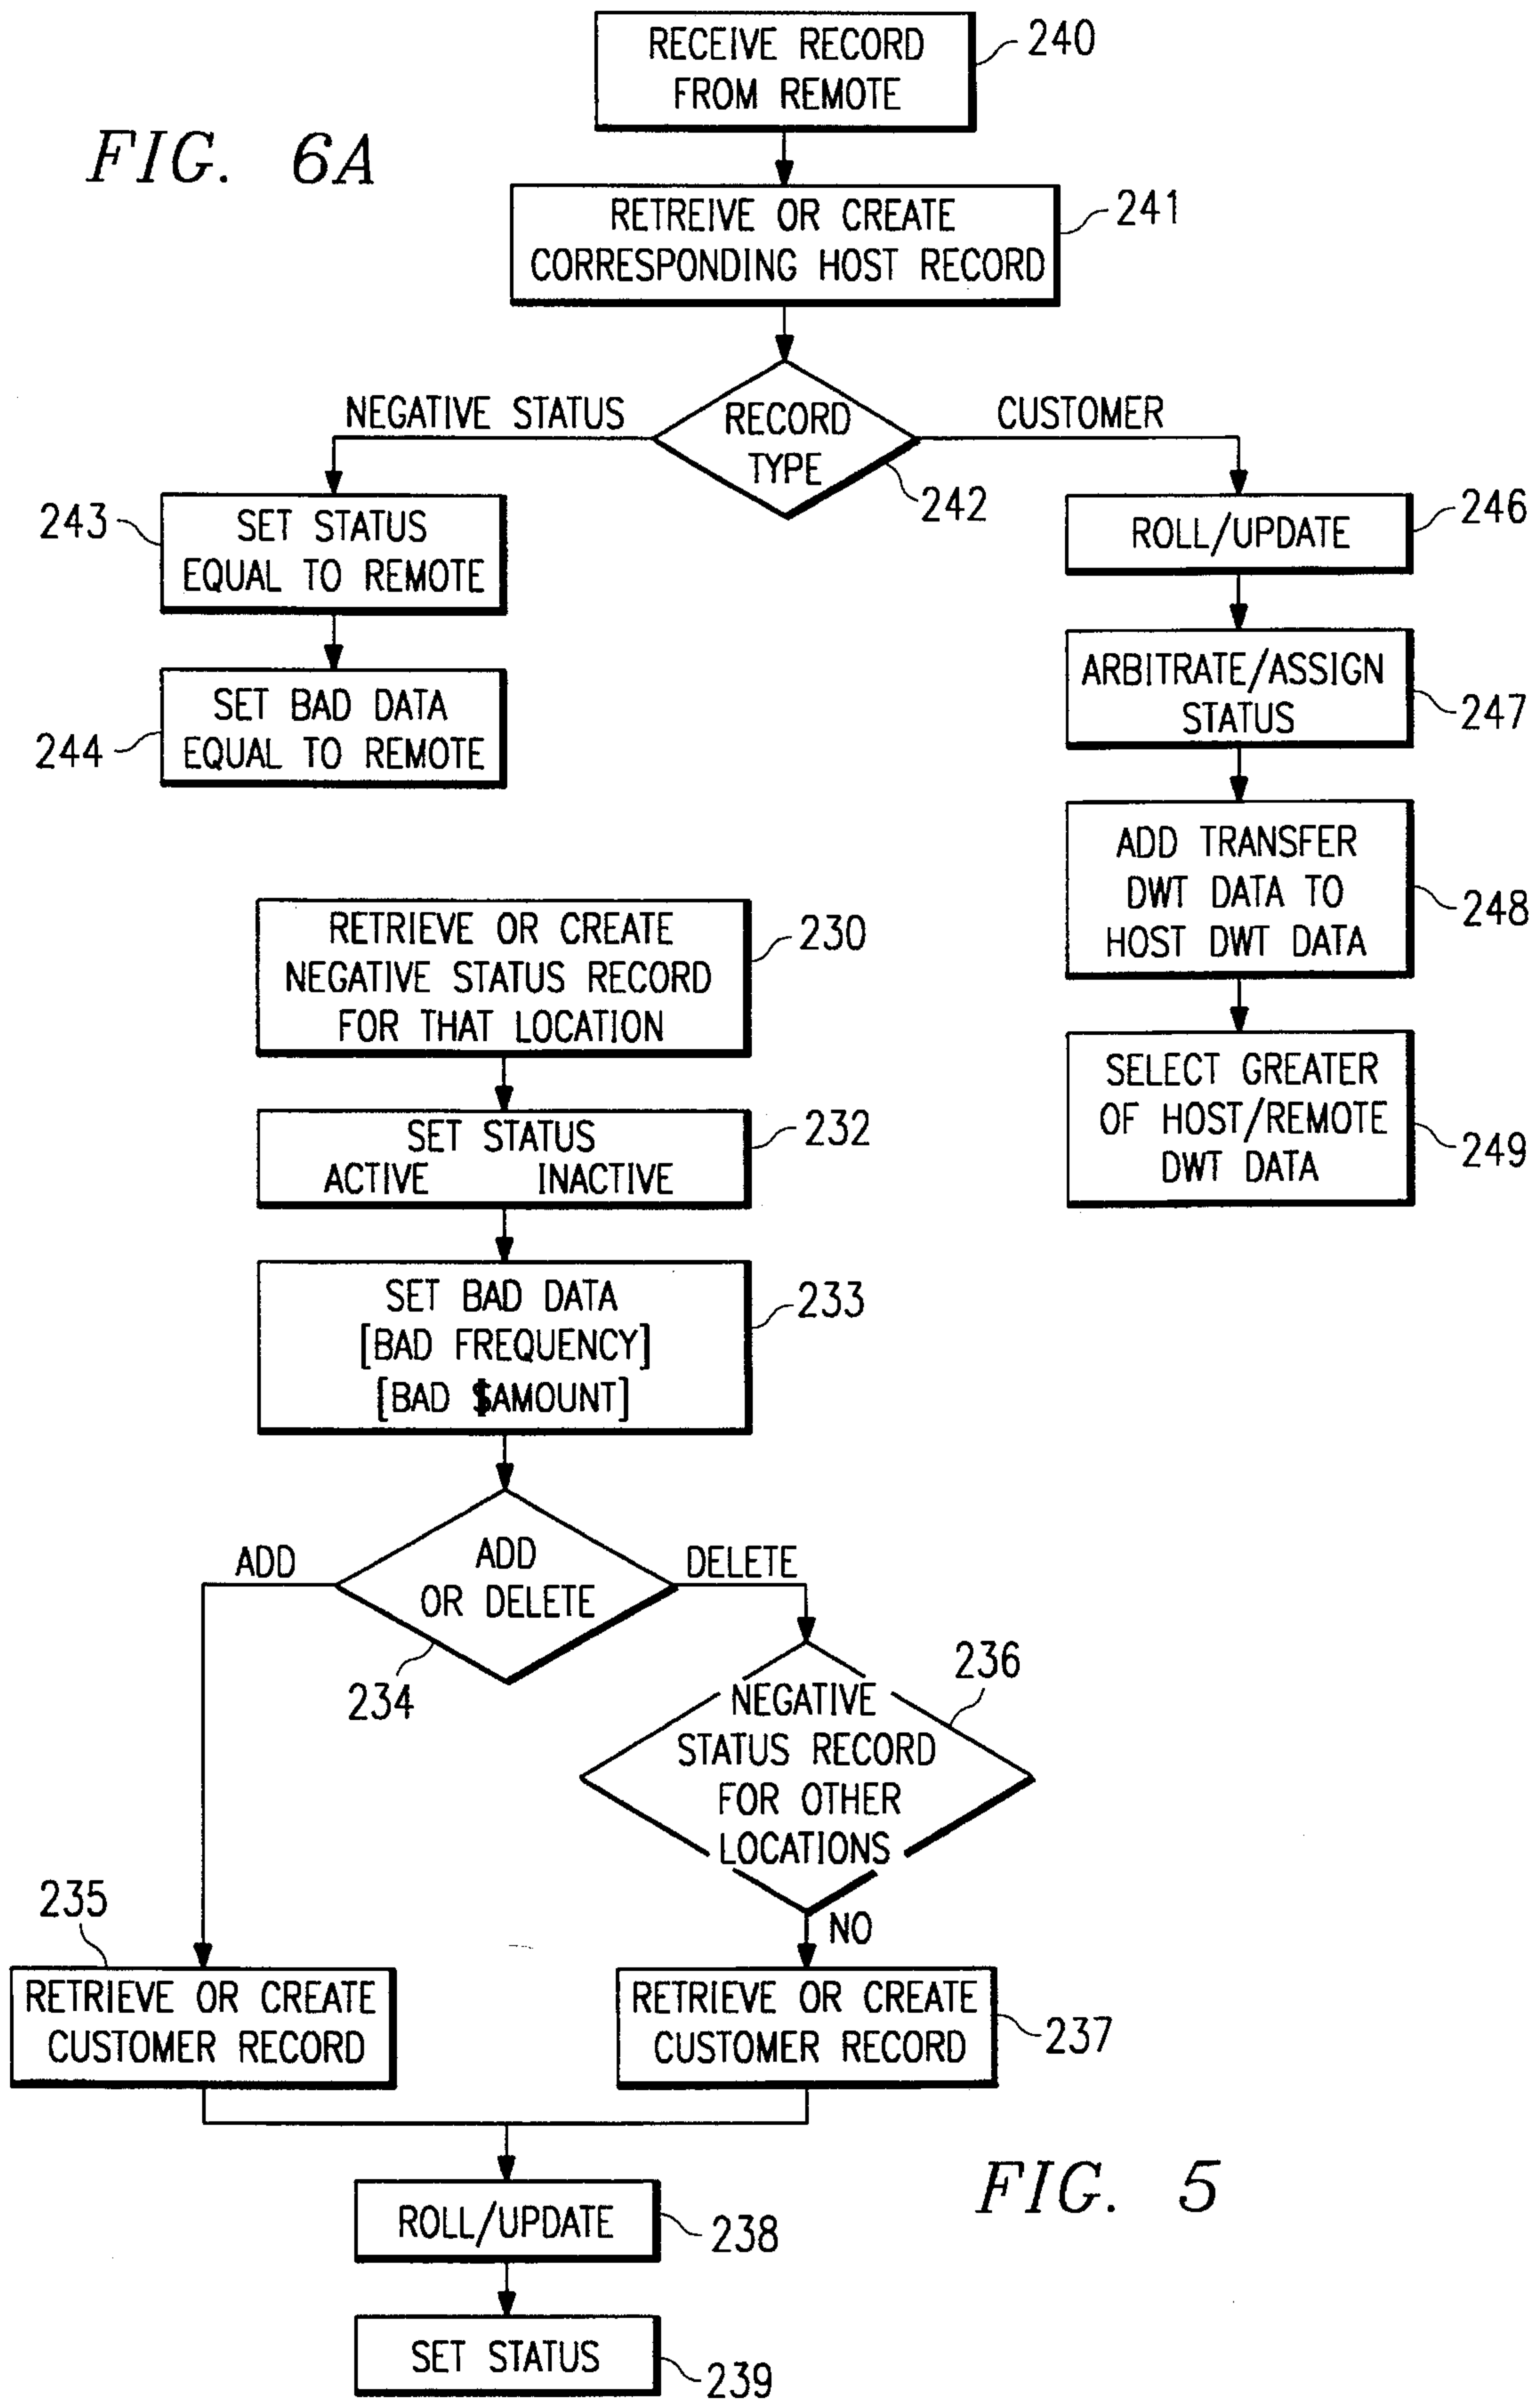 RECEIVE RECORD
FROM REMOTE
240
FIG. 6A
RETREIVE OR CREATE
CORRESPONDING HOST RECORD
241
NEGATIVE STATUS
RECORD
TYPE
CUSTOMER
242
243
SET STATUS
EQUAL TO REMOTE
SET BAD DATA
EQUAL TO REMOTE
244
ROLL/UPDATE
246
ARBITRATE/ASSIGN
STATUS
247
ADD TRANSFER
DWT DATA TO
HOST DWT DATA
248
SELECT GREATER
OF HOST/REMOTE
DWT DATA
249
RETRIEVE OR CREATE
NEGATIVE STATUS RECORD
FOR THAT LOCATION
230
SET STATUS
ACTIVE INACTIVE
232
SET BAD DATA
[BAD FREQUENCY]
[BAD $AMOUNT]
233
ADD
ADD
OR DELETE
DELETE
234
236
NEGATIVE
STATUS RECORD
FOR OTHER
LOCATIONS
NO
235
RETRIEVE OR CREATE
CUSTOMER RECORD
RETRIEVE OR CREATE
CUSTOMER RECORD
237
ROLL/UPDATE
238
SET STATUS
239
FIG. 5